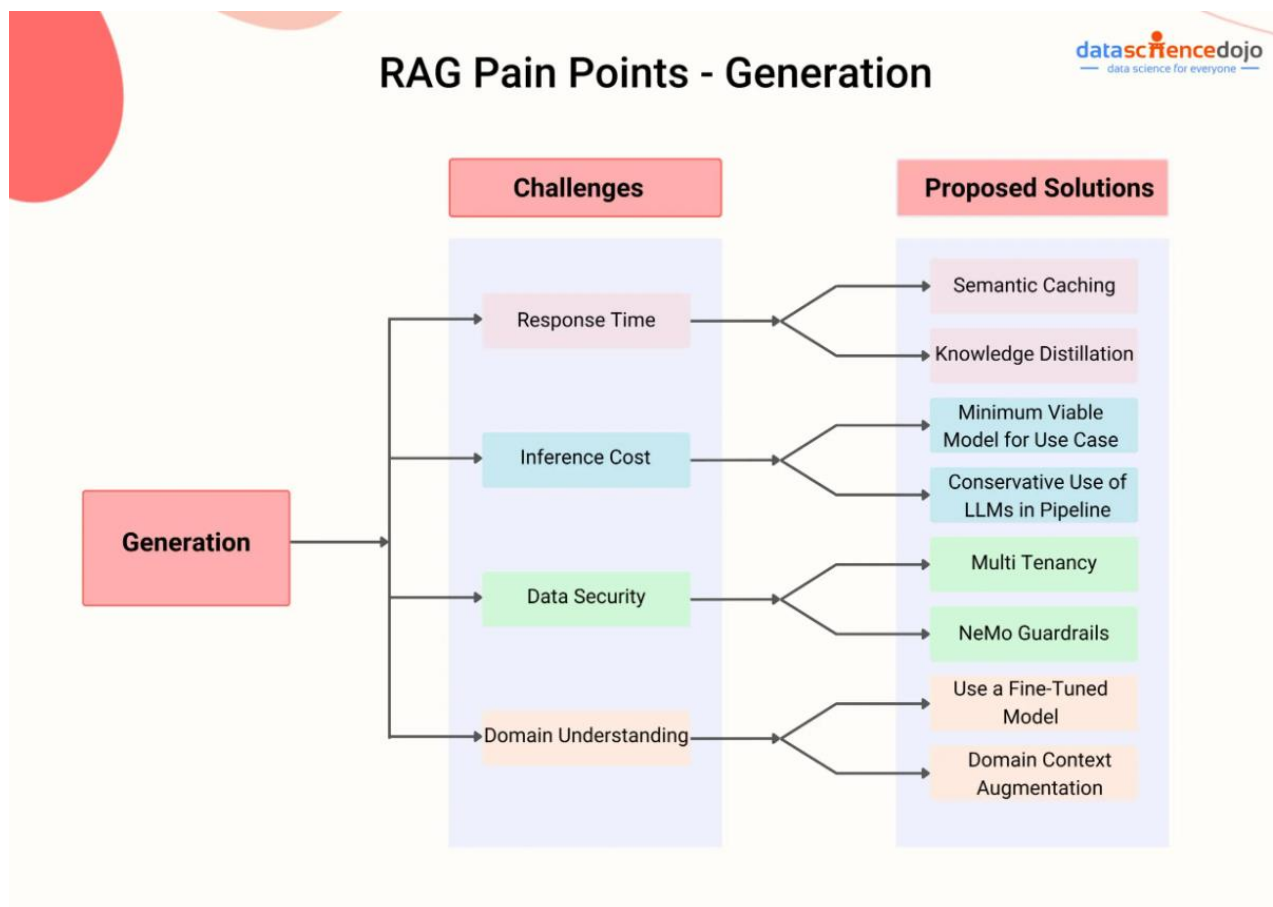 RAG Pain Points - Generation
datasciencedojo
data science for everyone
Challenges
Proposed Solutions
Generation
Response Time
Semantic Caching
Knowledge Distillation
Inference Cost
Minimum Viable
Model for Use Case
Conservative Use of
LLMs in Pipeline
Data Security
Multi Tenancy
NeMo Guardrails
Domain Understanding
Use a Fine-Tuned
Model
Domain Context
Augmentation